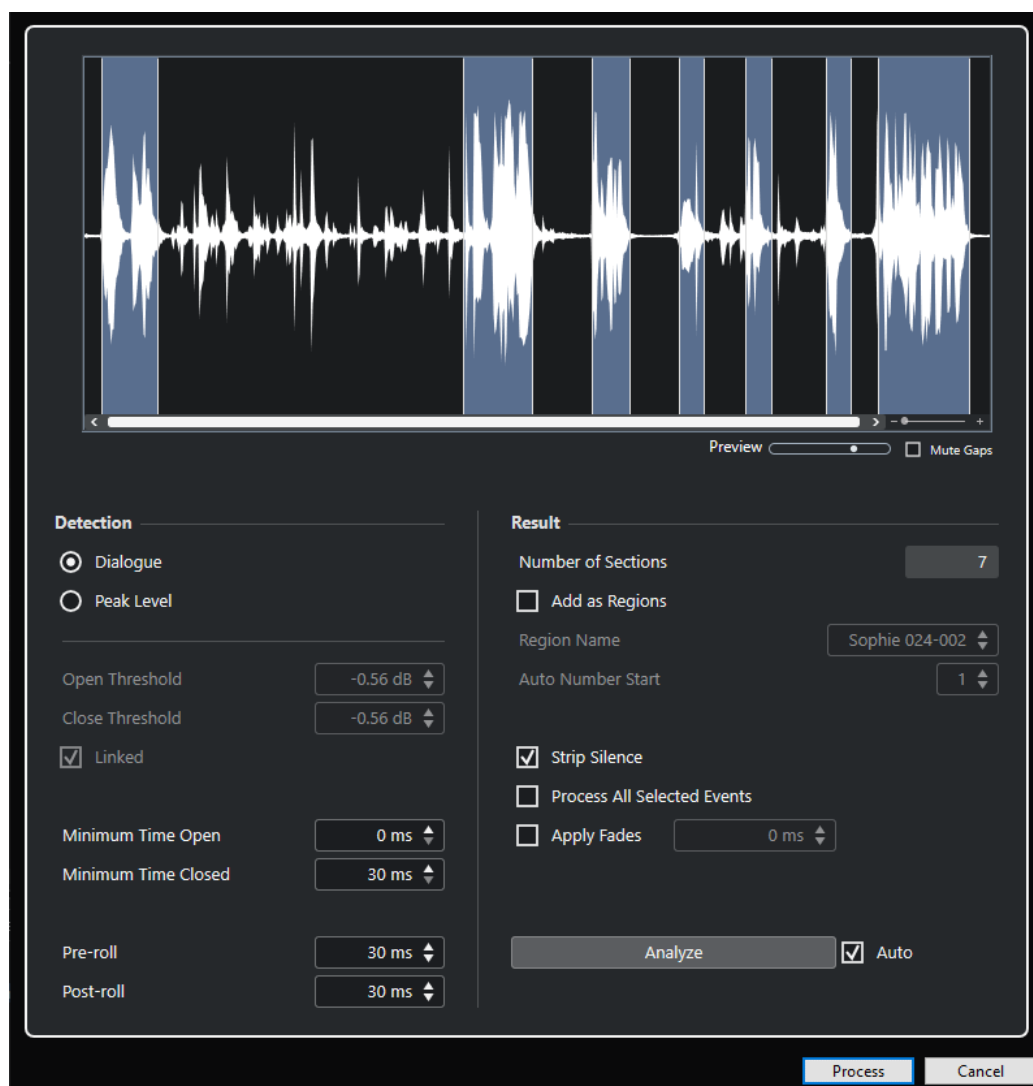 Preview
Mute Gaps
Detection
Dialogue
Peak Level
Open Threshold -0.56 dB
Close Threshold -0.56 dB
Linked
Minimum Time Open 0 ms
Minimum Time Closed 30 ms
Pre-roll 30 ms
Post-roll 30 ms
Result
Number of Sections 7
Add as Regions
Region Name Sophie 024-002
Auto Number Start 1
Strip Silence
Process All Selected Events
Apply Fades 0 ms
Analyze Auto
Process Cancel